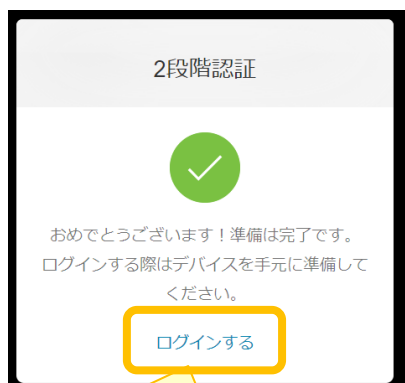 2段階認証
おめでとうございます！準備は完了です。
ログインする際はデバイスを手元に準備して
ください。
ログインする